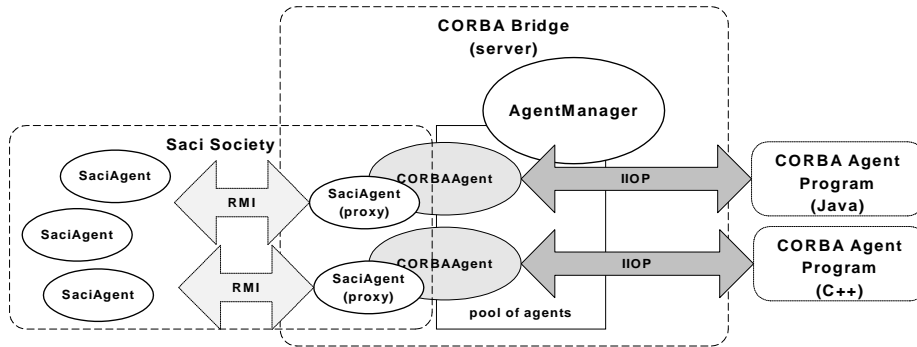 CORBA Bridge
(server)
AgentManager
Saci Society
SaciAgent
SaciAgent
SaciAgent
RMI
RMI
SaciAgent
(proxy)
SaciAgent
(proxy)
CORBAAgent
CORBAAgent
IIOP
IIOP
pool of agents
CORBA Agent
Program
(Java)
CORBA Agent
Program
(C++)